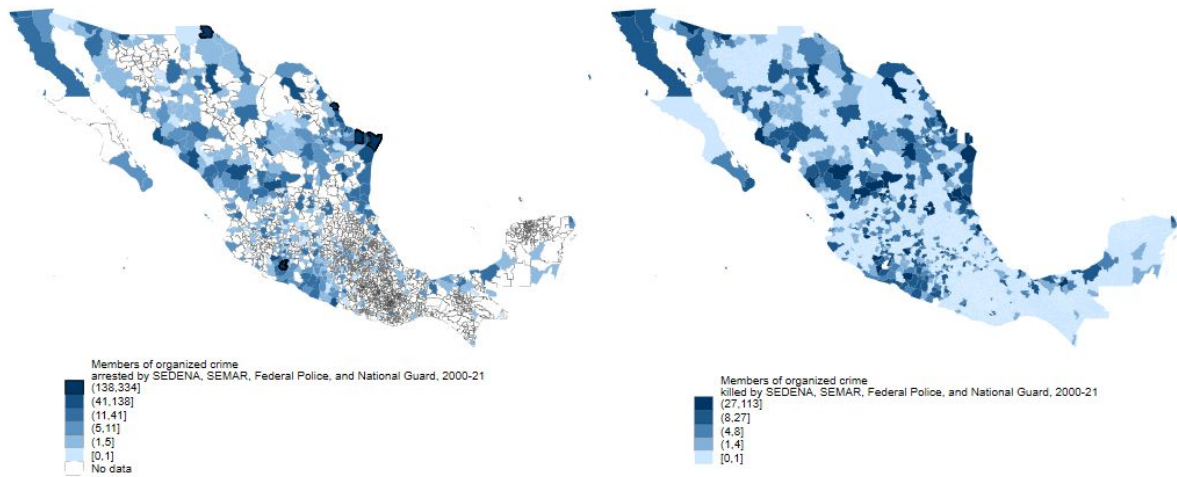 Members of organized crime
arrested by SEDENA, SEMAR, Federal Police, and National Guard, 2000-21
(138,334]
(41,138]
(11,41]
(5,11]
(1,5]
[0,1]
No data
Members of organized crime
killed by SEDENA, SEMAR, Federal Police, and National Guard, 2000-21
(27,113]
(8,27]
(4,8]
(1,4]
[0,1]